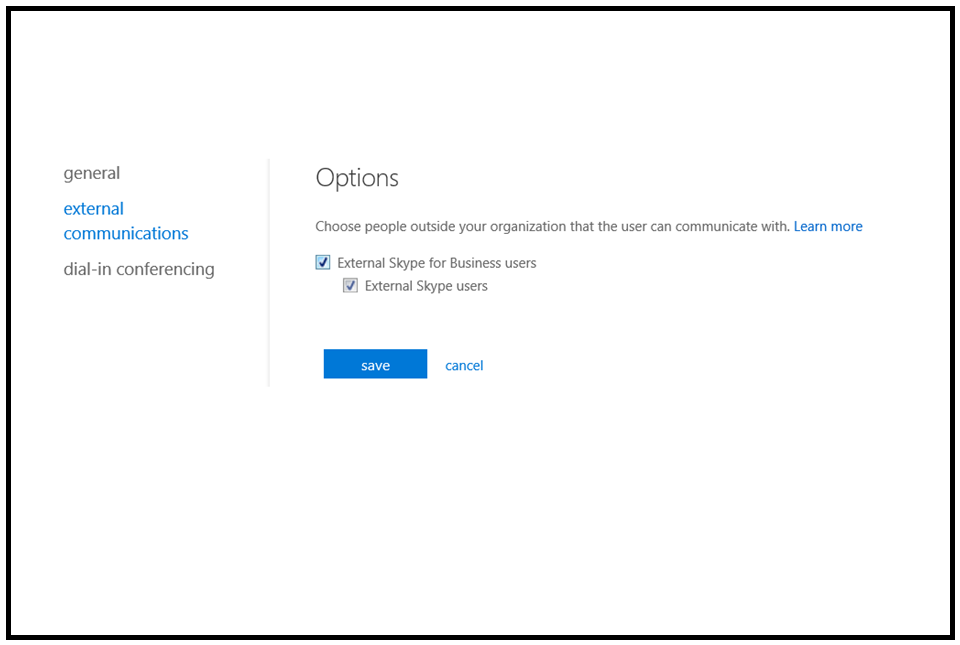 general
external
communications
dial-in conferencing
Options
Choose people outside your organization that the user can communicate with. Learn more
External Skype for Business users
External Skype users
save cancel